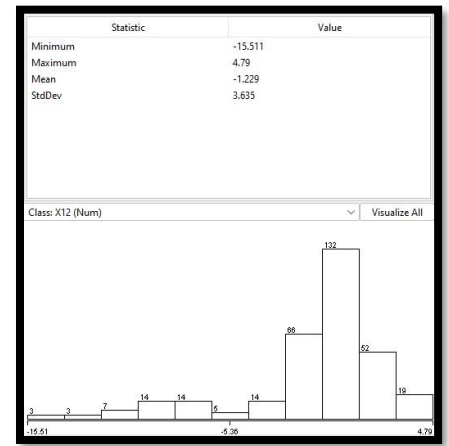 Statistic Value
Minimum -15.511
Maximum 4.79
Mean -1.229
StdDev 3.635
Class: X12 (Num) Visualize All
132
66
52
19
14 14 14
7
5
3 3
-15.51 -5.36 4.79